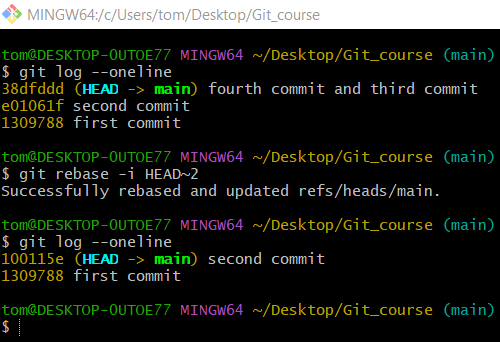 MINGW64:/c/Users/tom/Desktop/Git_course
tom@DESKTOP-OUTOE77 MINGW64 ~/Desktop/Git_course (main)
$ git log --oneline
38dfddd (HEAD -> main) fourth commit and third commit
e01061f second commit
1309788 first commit
tom@DESKTOP-OUTOE77 MINGW64 ~/Desktop/Git_course (main)
$ git rebase -i HEAD~2
Successfully rebased and updated refs/heads/main.
tom@DESKTOP-OUTOE77 MINGW64 ~/Desktop/Git_course (main)
$ git log --oneline
100115e (HEAD -> main) second commit
1309788 first commit
tom@DESKTOP-OUTOE77 MINGW64 ~/Desktop/Git_course (main)
$